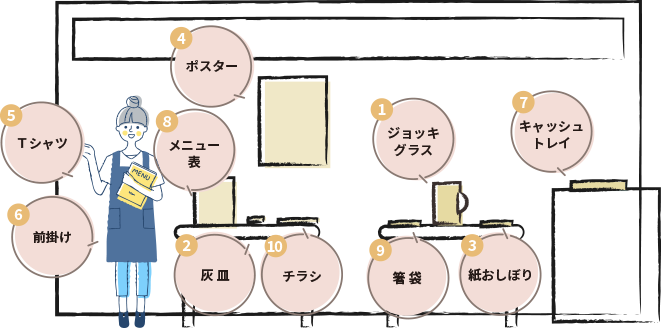 4
ポスター
5
Tシャツ
8
メニュー
表
1
ジョッキ
グラス
7
キャッシュ
トレイ
MENU
6
前掛け
2
灰 皿
10
チラシ
9
箸 袋
3
紙おしぼり